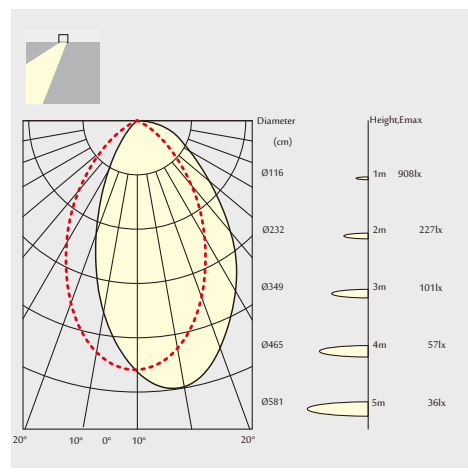 Diameter Height,Emax
(cm)
Ø116 1m 908lx
Ø232 2m 227lx
Ø349 3m 101lx
Ø465 4m 57lx
Ø581 5m 36lx
20° 10° 0° 10° 20°